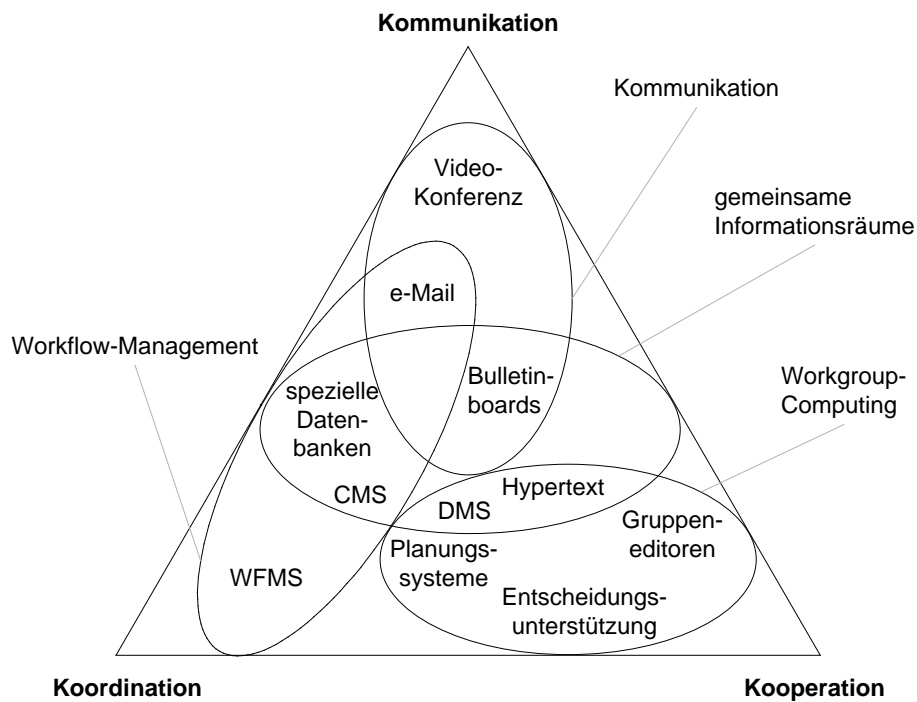 Kommunikation
Kommunikation
Video-
Konferenz
gemeinsame
Informationsräume
e-Mail
Workflow-Management
Workgroup-
Computing
spezielle
Daten-
banken
Bulletin-
boards
CMS
DMS
Hypertext
Gruppen-
editoren
Planungs-
systeme
WFMS
Entscheidungs-
unterstützung
Koordination
Kooperation